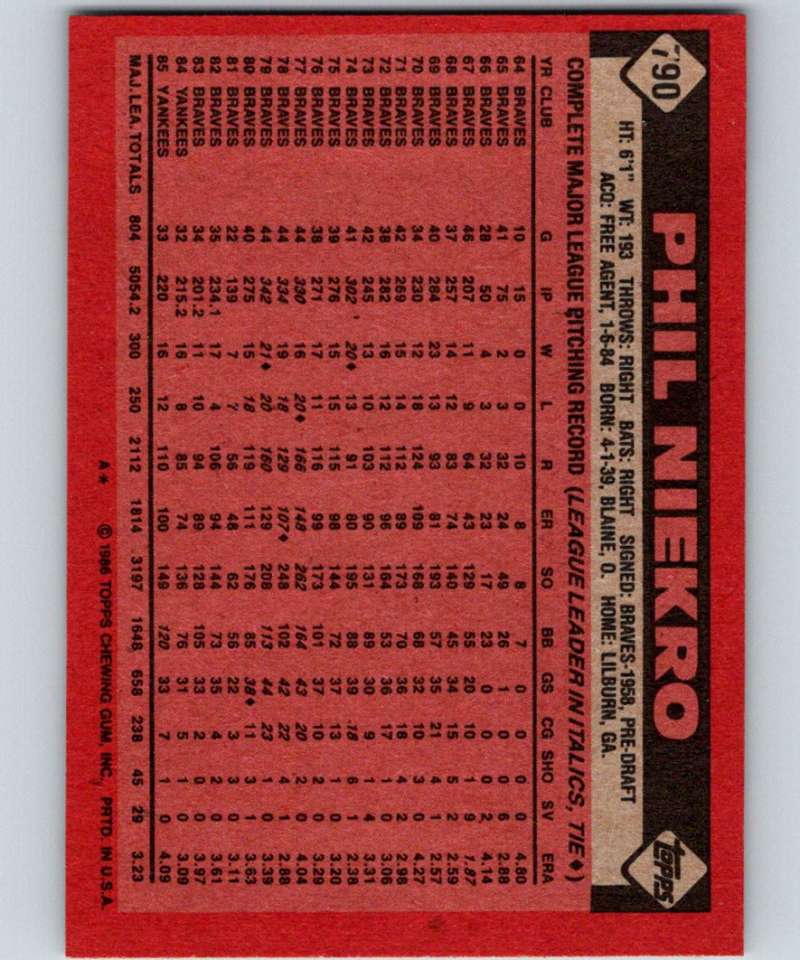 790
PHIL NIEKRO
topps
HT: 6'1" WT: 193 THROWS: RIGHT BATS: RIGHT SIGNED: BRAVES-1958, PRE-DRAFT
ACQ: FREE AGENT, 1-6-84 BORN: 4-1-39, BLAINE, O. HOME: LILBURN, GA.
COMPLETE MAJOR LEAGUE PITCHING RECORD (LEAGUE LEADER IN ITALICS, TIE♦)
YR CLUB G IP W L R ER SO BB GS CG SHO SV ERA
64 BRAVES 10 15 0 0 10 8 8 7 0 0 0 0 4.80
65 BRAVES 41 75 2 3 32 24 49 26 1 1 0 6 2.88
66 BRAVES 28 50 4 3 32 23 17 23 0 0 0 2 4.14
67 BRAVES 46 207 11 9 64 43 129 55 20 10 1 9 1.87
68 BRAVES 37 257 14 12 83 74 140 45 34 15 5 2 2.59
69 BRAVES 40 284 23 13 93 81 193 57 35 21 4 1 2.57
70 BRAVES 34 230 12 18 124 109 168 68 32 10 3 0 4.27
71 BRAVES 42 269 15 14 112 89 173 70 36 18 4 2 2.98
72 BRAVES 38 282 16 12 112 96 164 53 36 17 1 0 3.06
73 BRAVES 42 245 13 10 103 90 131 89 30 9 1 4 3.31
74 BRAVES 41 302 20♦ 13 91 80 195 88 39 18 6 1 2.38
75 BRAVES 39 276 15 15 115 98 144 72 37 13 1 0 3.20
76 BRAVES 38 271 17 11 116 99 173 101 37 10 2 0 3.29
77 BRAVES 44 330 16 20♦ 166 148 262 164 43 20 2 0 4.04
78 BRAVES 44 334 19 18 129 107♦ 248 102 42 22 4 1 2.88
79 BRAVES 44 342 21♦ 20 160 129 208 113 44 23 1 0 3.39
80 BRAVES 40 275 15 18 119 111 176 85 38♦ 11 3 1 3.63
81 BRAVES 22 139 7 7 56 48 62 56 22 3 3 0 3.11
82 BRAVES 35 234.1 17 4 106 94 144 73 35 4 2 0 3.61
83 BRAVES 34 201.2 11 10 94 89 128 105 33 2 0 0 3.97
84 YANKEES 32 215.2 16 8 85 74 136 76 31 5 1 0 3.09
85 YANKEES 33 220 16 12 110 100 149 120 33 7 1 0 4.09
MAJ. LEA. TOTALS 804 5054.2 300 250 2112 1814 3197 1648 658 238 45 29 3.23
A* © 1986 TOPPS CHEWING GUM, INC., PRTD. IN U.S.A.